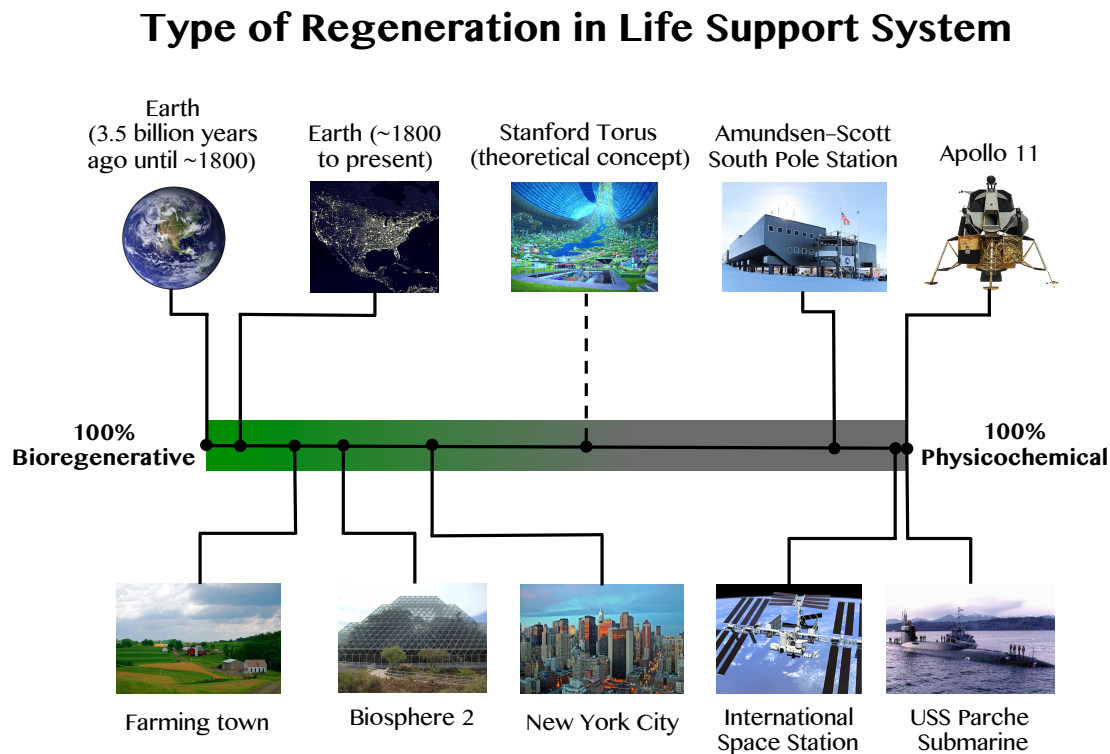 Type of Regeneration in Life Support System
Earth
(3.5 billion years
ago until ~1800)
Earth (~1800
to present)
Stanford Torus
(theoretical concept)
Amundsen–Scott
South Pole Station
Apollo 11
100%
Bioregenerative
100%
Physicochemical
Farming town
Biosphere 2
New York City
International
Space Station
USS Parche
Submarine